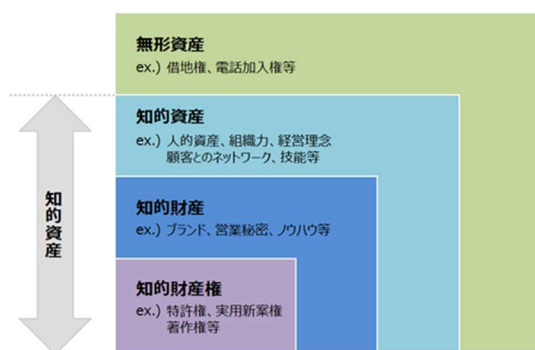 無形資産
ex.) 借地権、電話加入権等
知的資産
ex.) 人的資産、組織力、経営理念
顧客とのネットワーク、技能等
知的財産
ex.) ブランド、営業秘密、ノウハウ等
知的財産権
ex.) 特許権、実用新案権
著作権等
知的資産